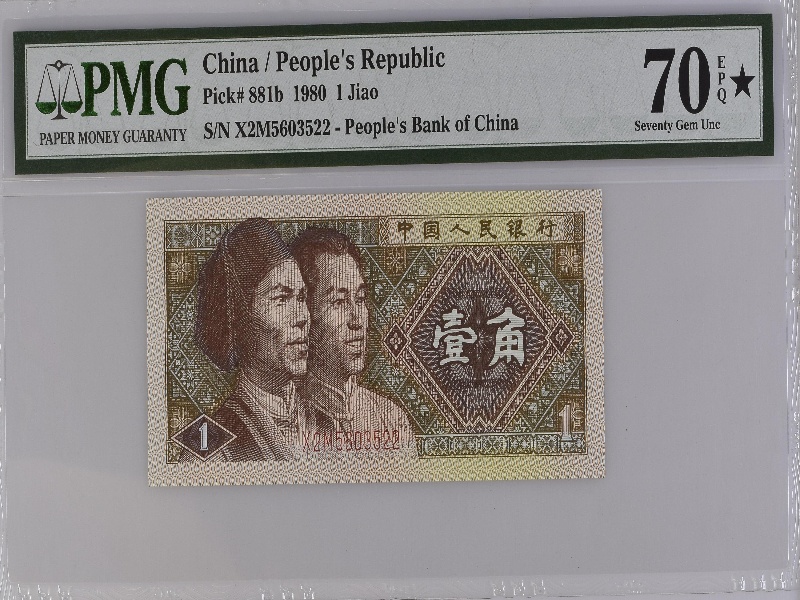 PMG
PAPER MONEY GUARANTY
China / People's Republic
Pick# 881b 1980 1 Jiao
S/N X2M5603522 - People's Bank of China
70 EPQ ★
Seventy Gem Unc
中国人民银行
壹角
1
X2M5603522
1